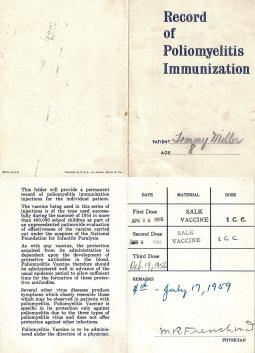 Record
of
Poliomyelitis
Immunization
PATIENT Tommy Miller
AGE
Printed in U.S.A.
This folder will provide a permanent
record of poliomyelitis immunization
injections for the individual patient.
The vaccine being used in this series of
injections is of the type used successfully
during the summer of 1954 in more
than 440,000 school children as part of
an unprecedented nationwide evaluation
of effectiveness of the vaccine carried
out under the auspices of the National
Foundation for Infantile Paralysis.
As with any vaccine, the protection
acquired from its administration is
dependent upon the development of
protective antibodies in the blood.
Poliomyelitis Vaccine therefore should
be administered well in advance of the
usual epidemic period to allow sufficient
time for the formation of these protective
antibodies.
Several other virus diseases produce
symptoms which closely resemble those
which may be observed in patients with
poliomyelitis. Poliomyelitis Vaccine is
specific in its protection only against
poliomyelitis due to the three types of
poliomyelitis virus and does not offer
protection against other infections.
Poliomyelitis Vaccine is to be administered
under the direction of a physician.
DATE MATERIAL DOSE
First Dose SALK
VACCINE 1 C. C.
Second Dose SALK
VACCINE 1 C. C.
Third Dose
Oct. 19, 1956
REMARKS
4th - July 17, 1959
M. R. French
PHYSICIAN